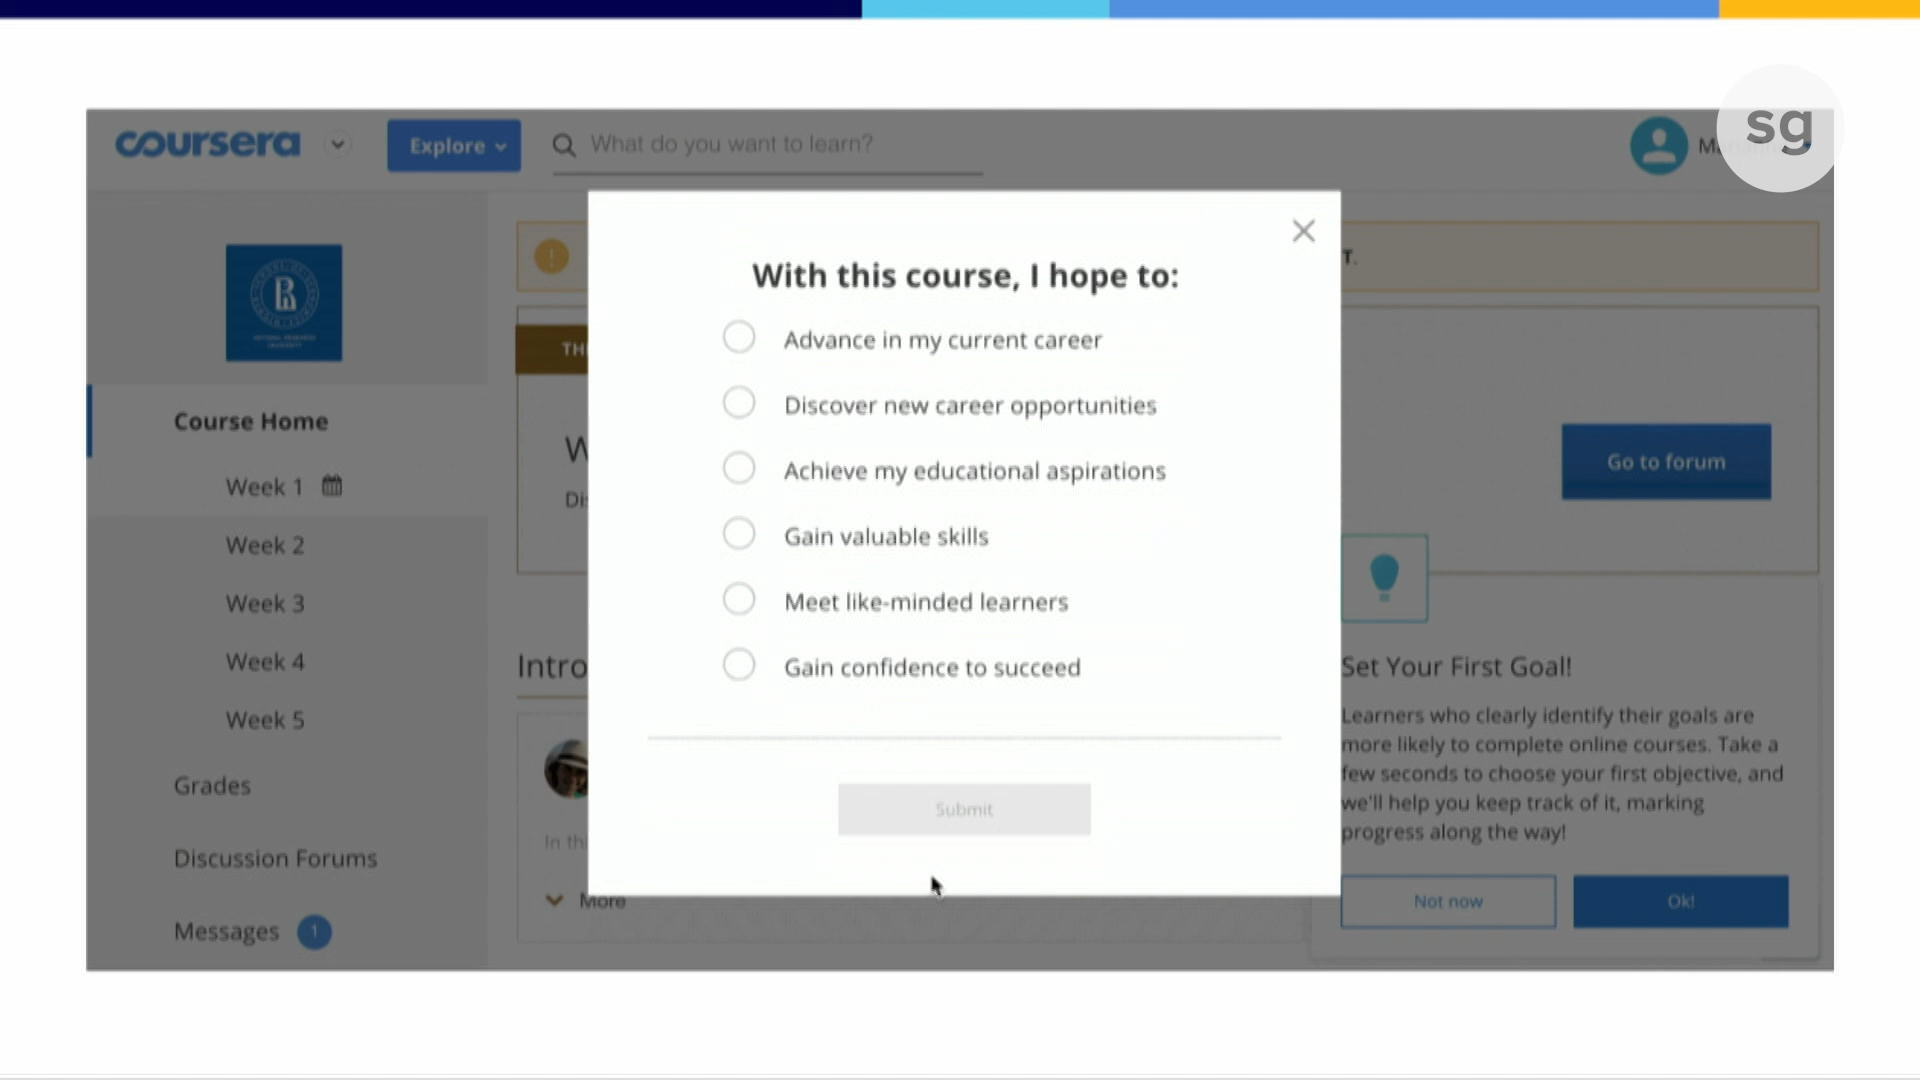 sg
coursera
Explore
What do you want to learn?
T.
With this course, I hope to:
Advance in my current career
Discover new career opportunities
Achieve my educational aspirations
Gain valuable skills
Meet like-minded learners
Gain confidence to succeed
Submit
Course Home
Week 1
Week 2
Week 3
Week 4
Week 5
Grades
Discussion Forums
Messages 1
Go to forum
Intro
In thi
More
Set Your First Goal!
Learners who clearly identify their goals are
more likely to complete online courses. Take a
few seconds to choose your first objective, and
we'll help you keep track of it, marking
progress along the way!
Not now
Ok!